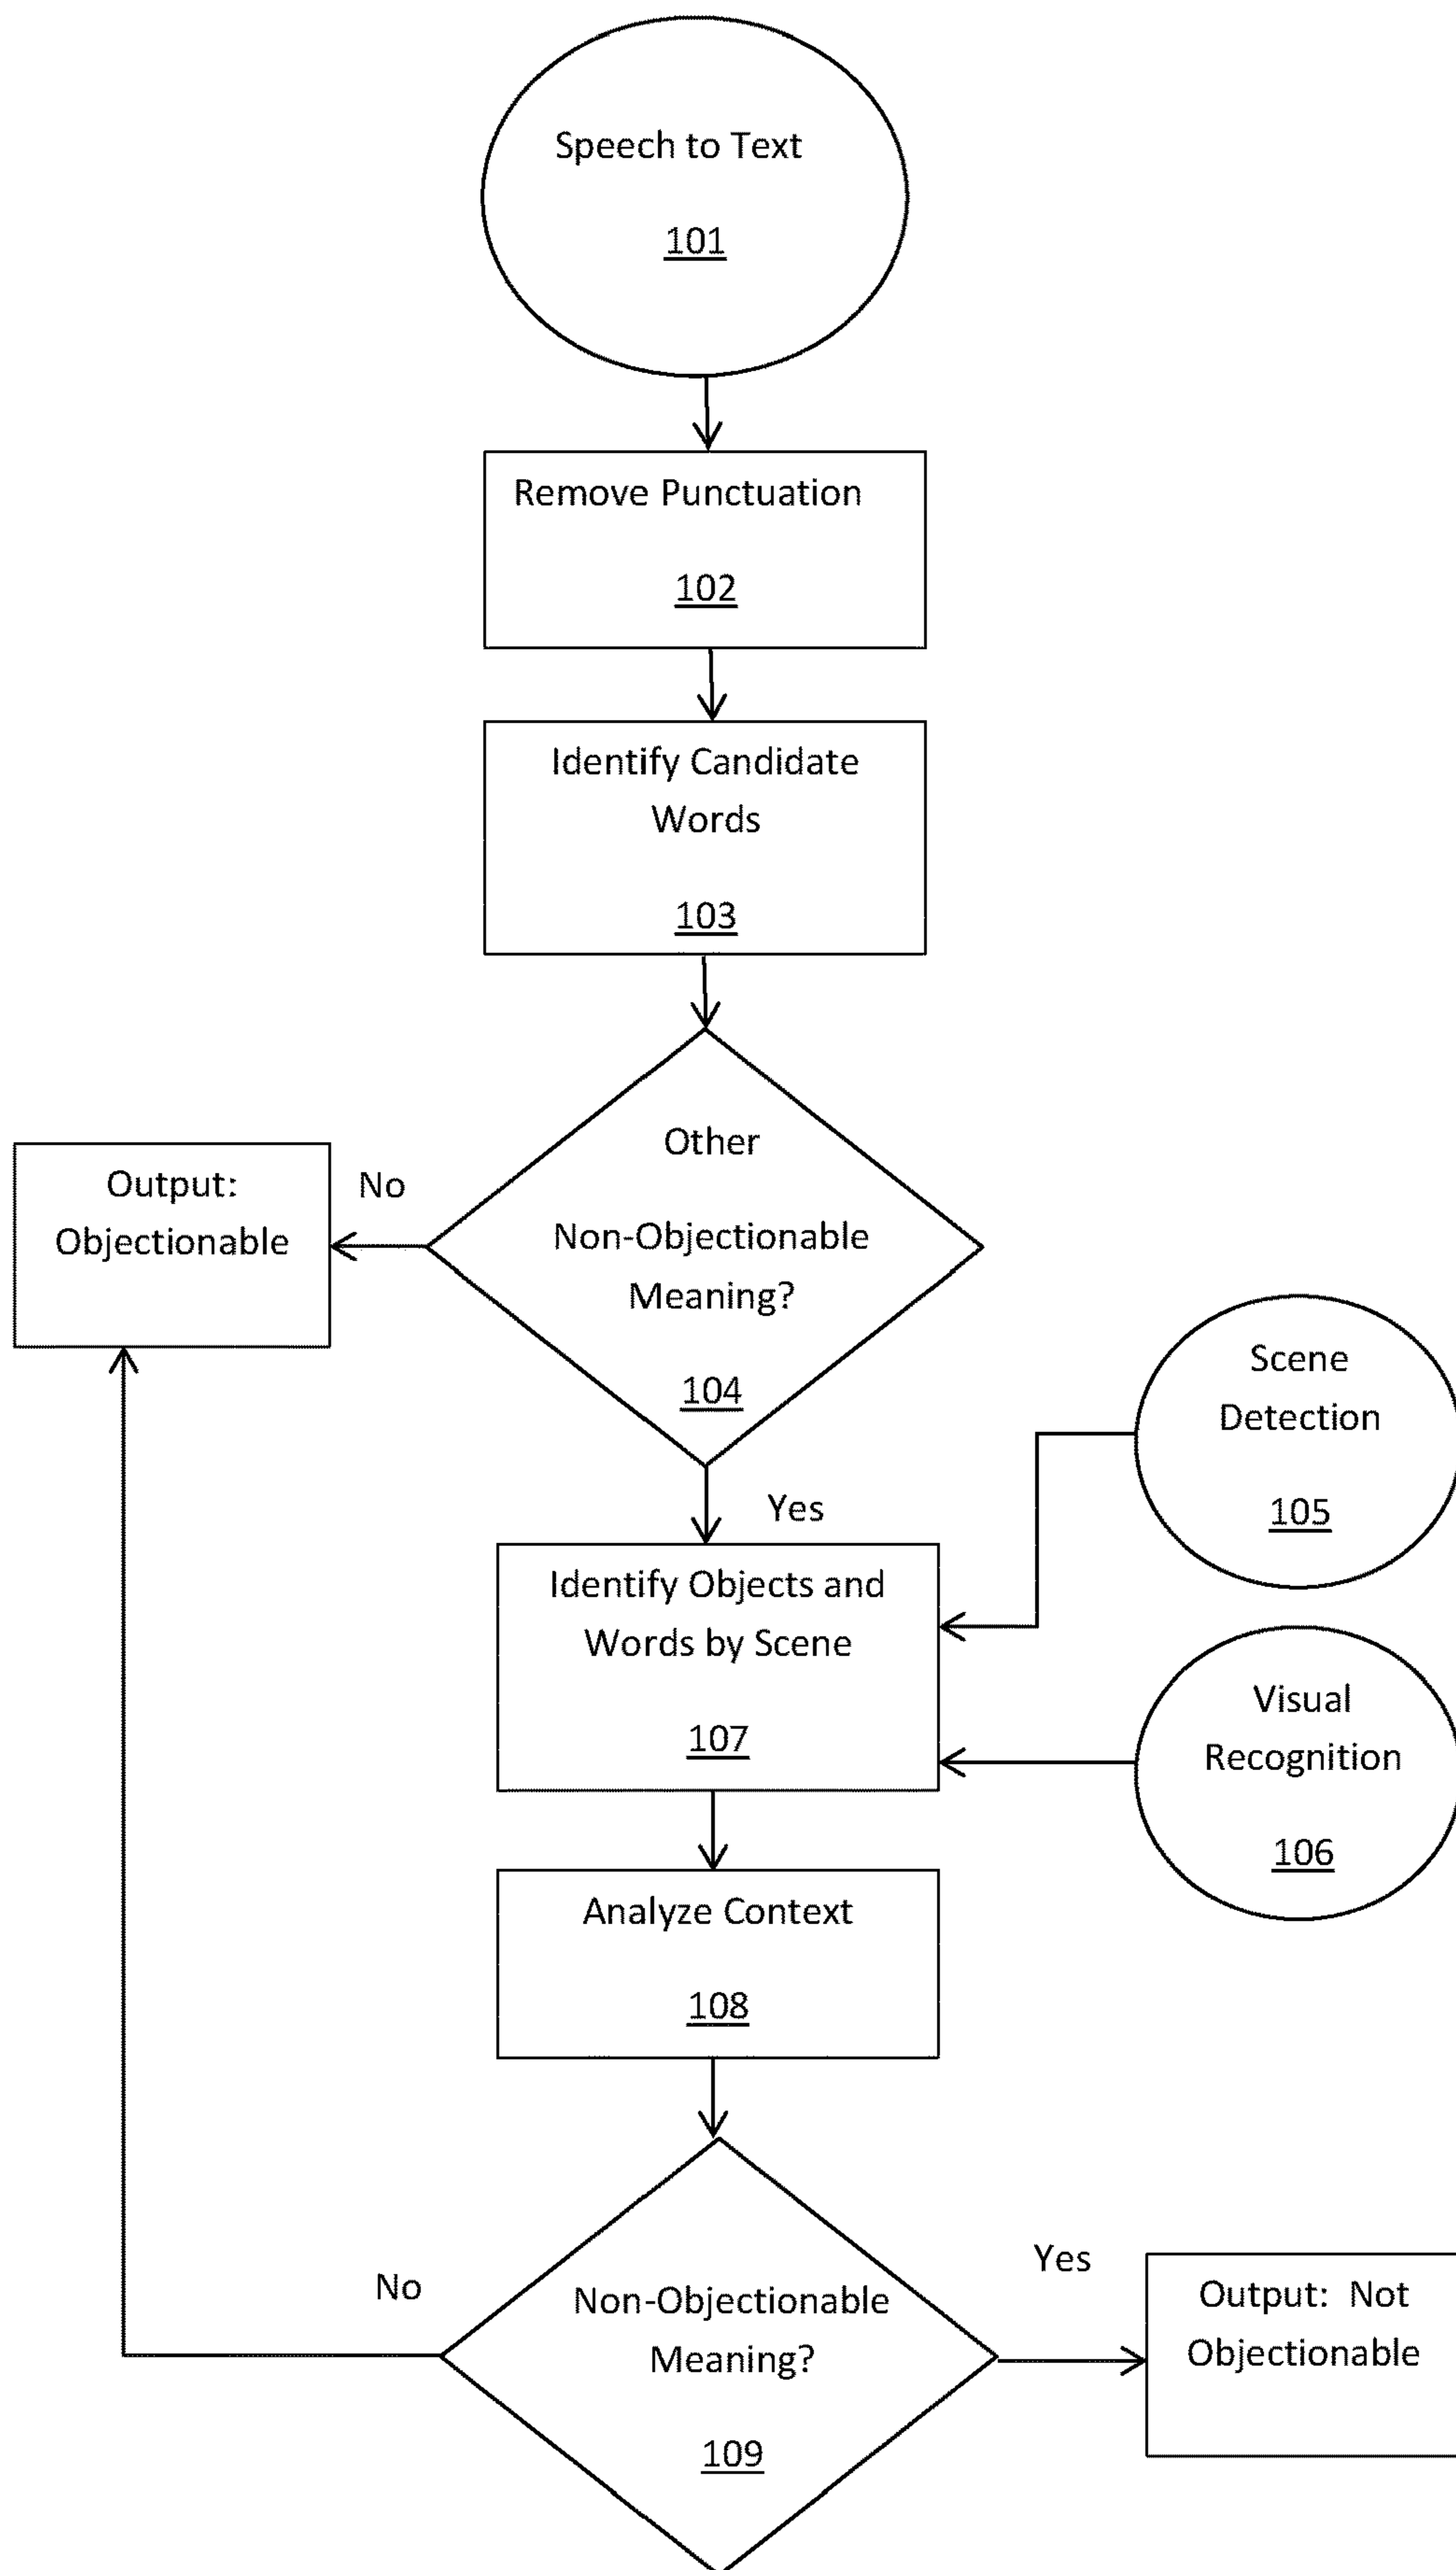 Speech to Text
101
Remove Punctuation
102
Identify Candidate
Words
103
Other
Non-Objectionable
Meaning?
104
No
Output:
Objectionable
Yes
Scene
Detection
105
Identify Objects and
Words by Scene
107
Visual
Recognition
106
Analyze Context
108
Non-Objectionable
Meaning?
109
No
Yes
Output:  Not
Objectionable